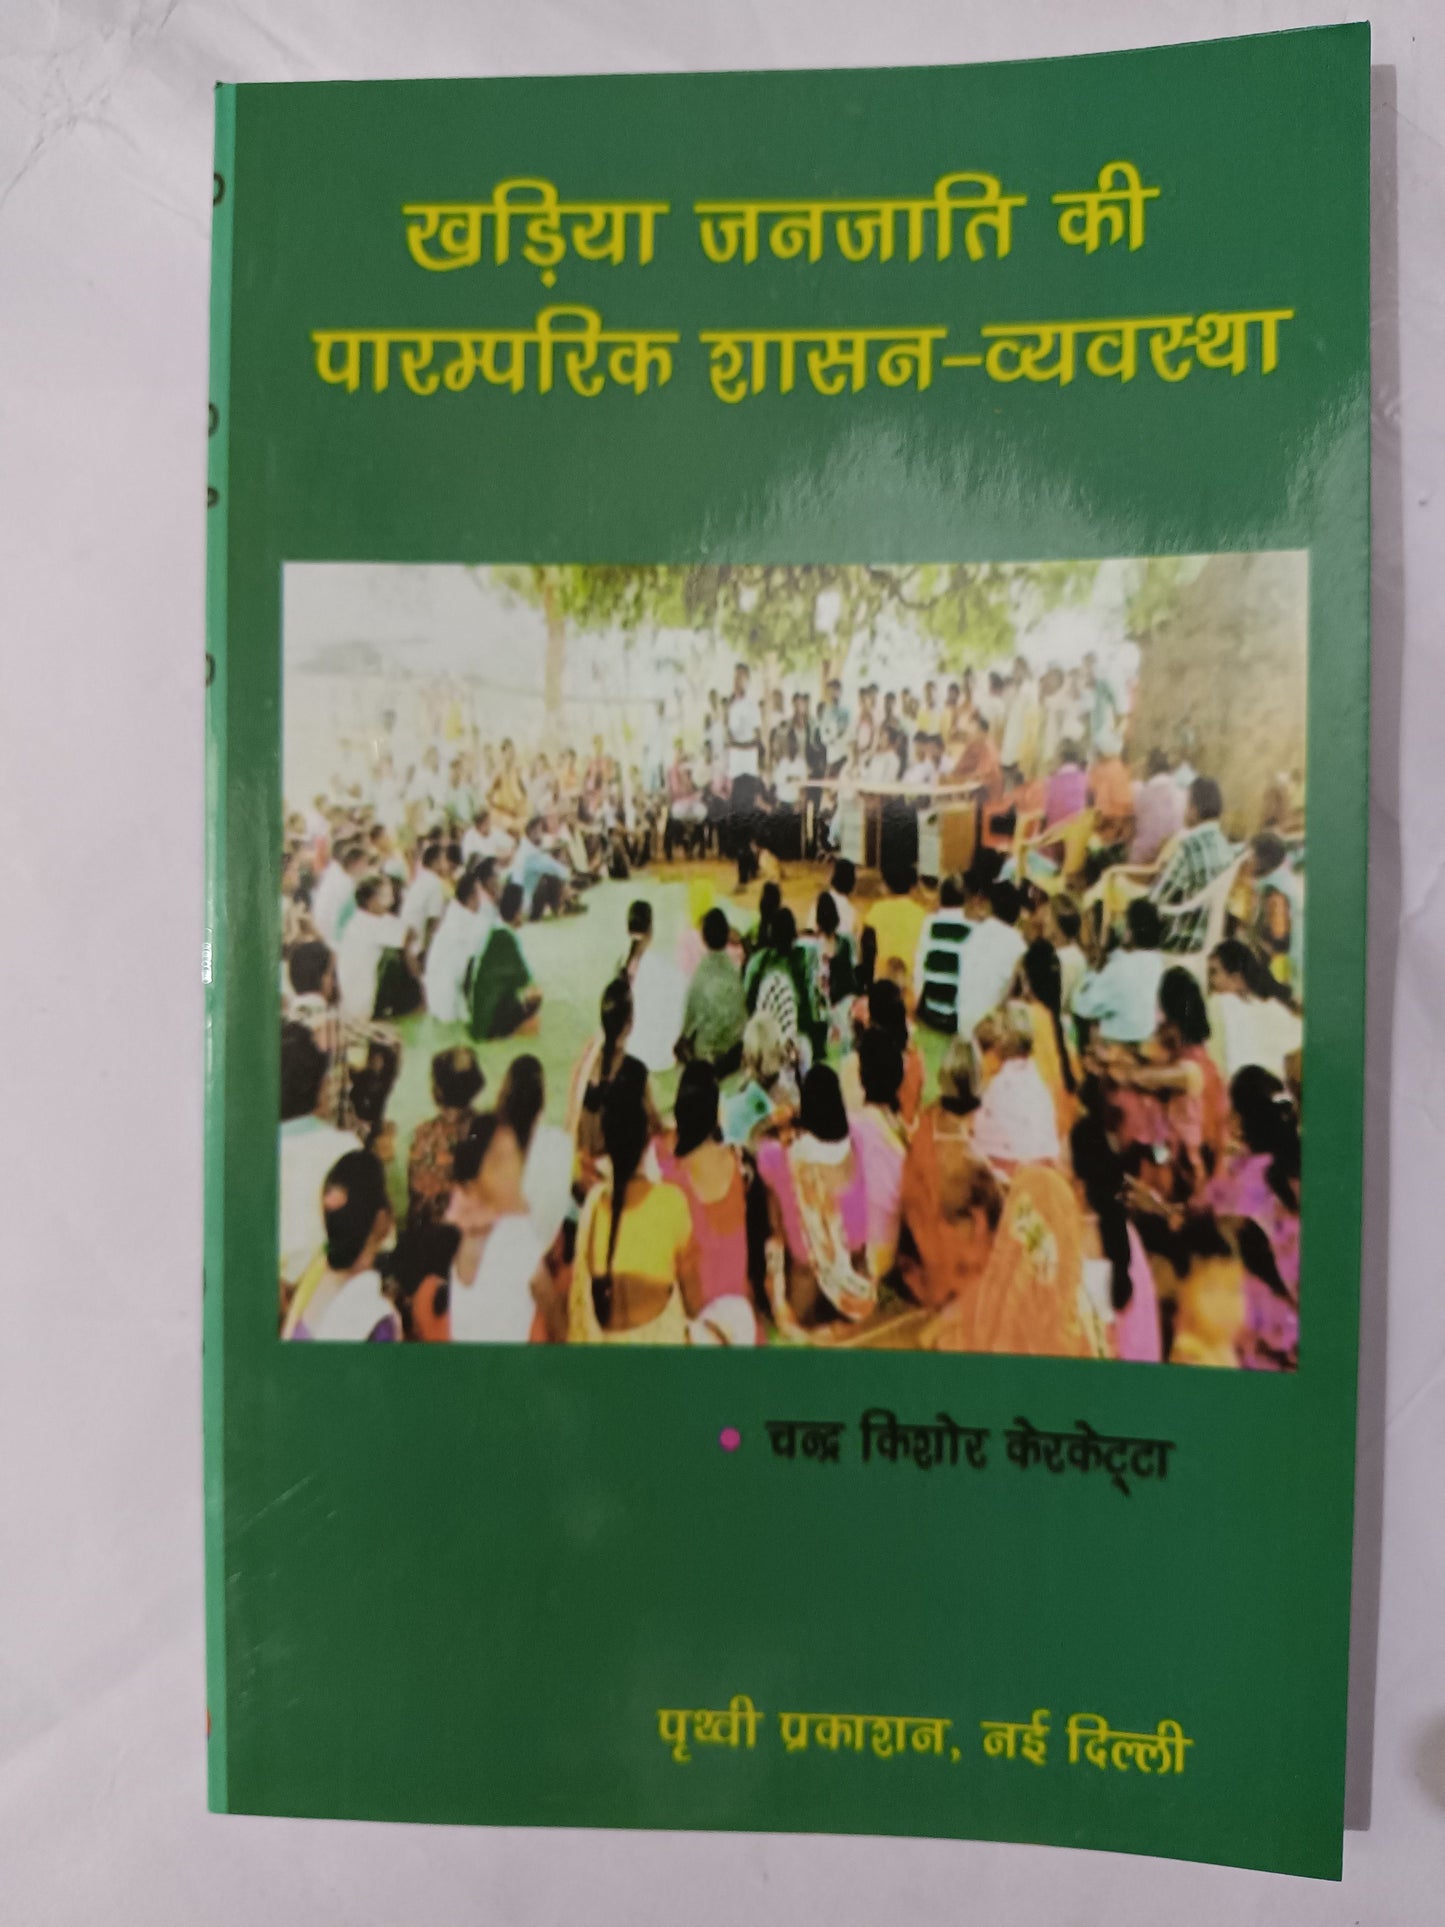 खड़िया जनजाति की
पारम्परिक शासन-व्यवस्था
• चन्द्र किशोर केरकेट्टा
पृथ्वी प्रकाशन, नई दिल्ली